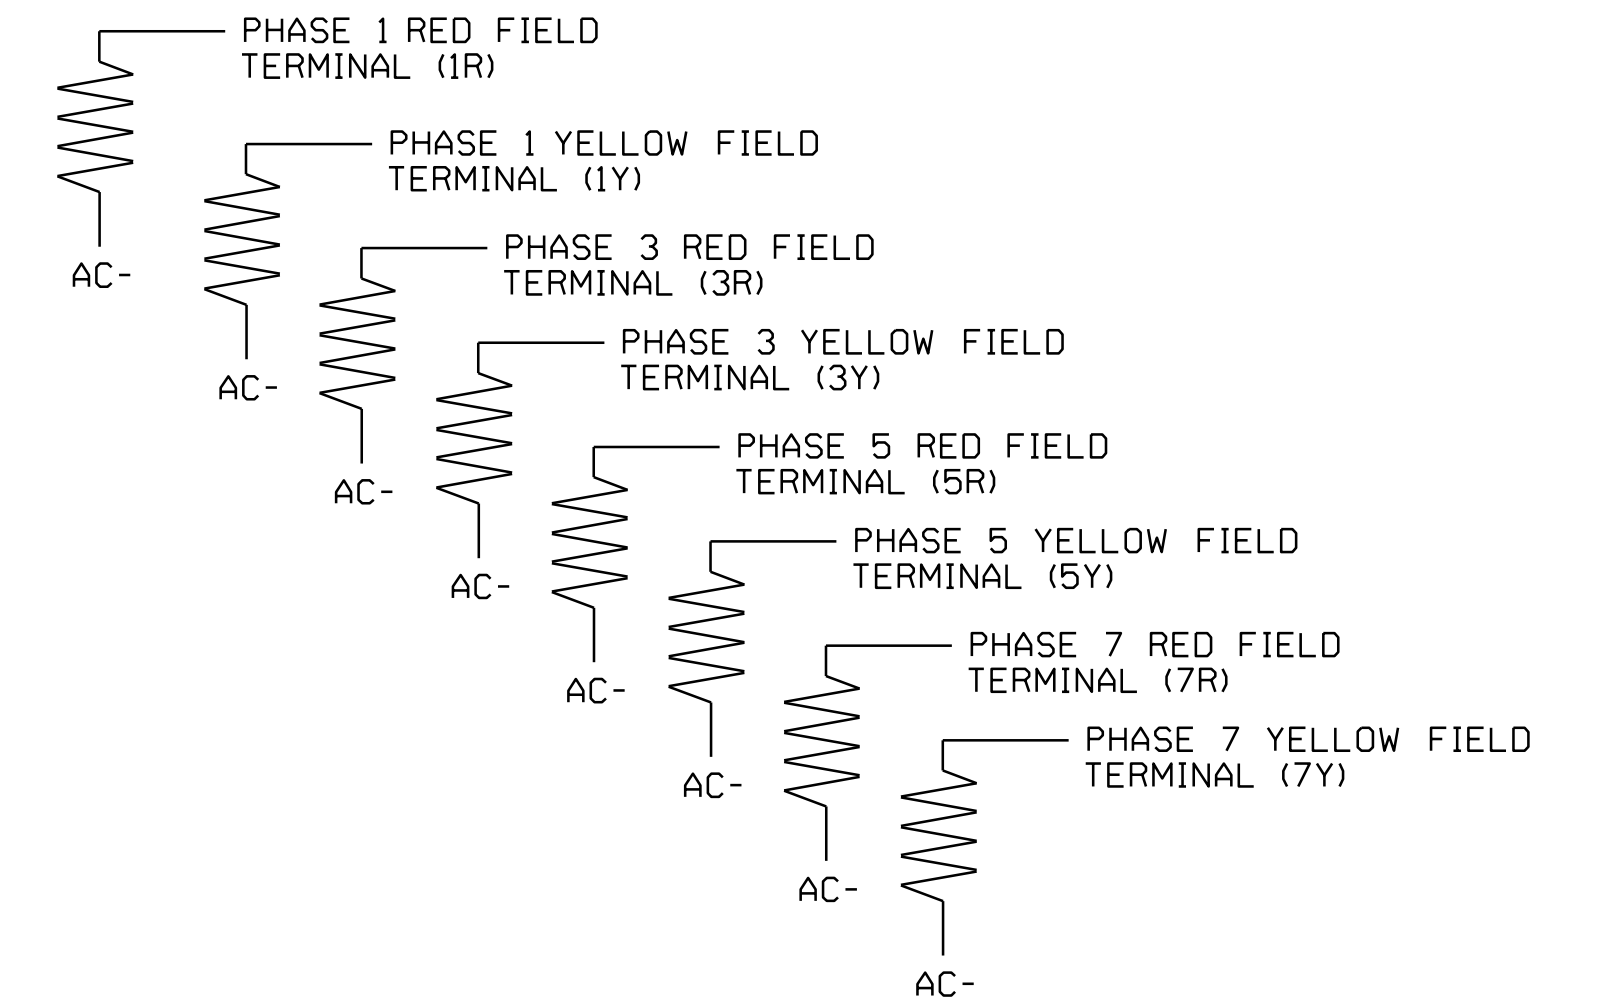 PHASE 1 RED FIELD
TERMINAL (1R)
AC-
PHASE 1 YELLOW FIELD
TERMINAL (1Y)
AC-
PHASE 3 RED FIELD
TERMINAL (3R)
AC-
PHASE 3 YELLOW FIELD
TERMINAL (3Y)
AC-
PHASE 5 RED FIELD
TERMINAL (5R)
AC-
PHASE 5 YELLOW FIELD
TERMINAL (5Y)
AC-
PHASE 7 RED FIELD
TERMINAL (7R)
AC-
PHASE 7 YELLOW FIELD
TERMINAL (7Y)
AC-